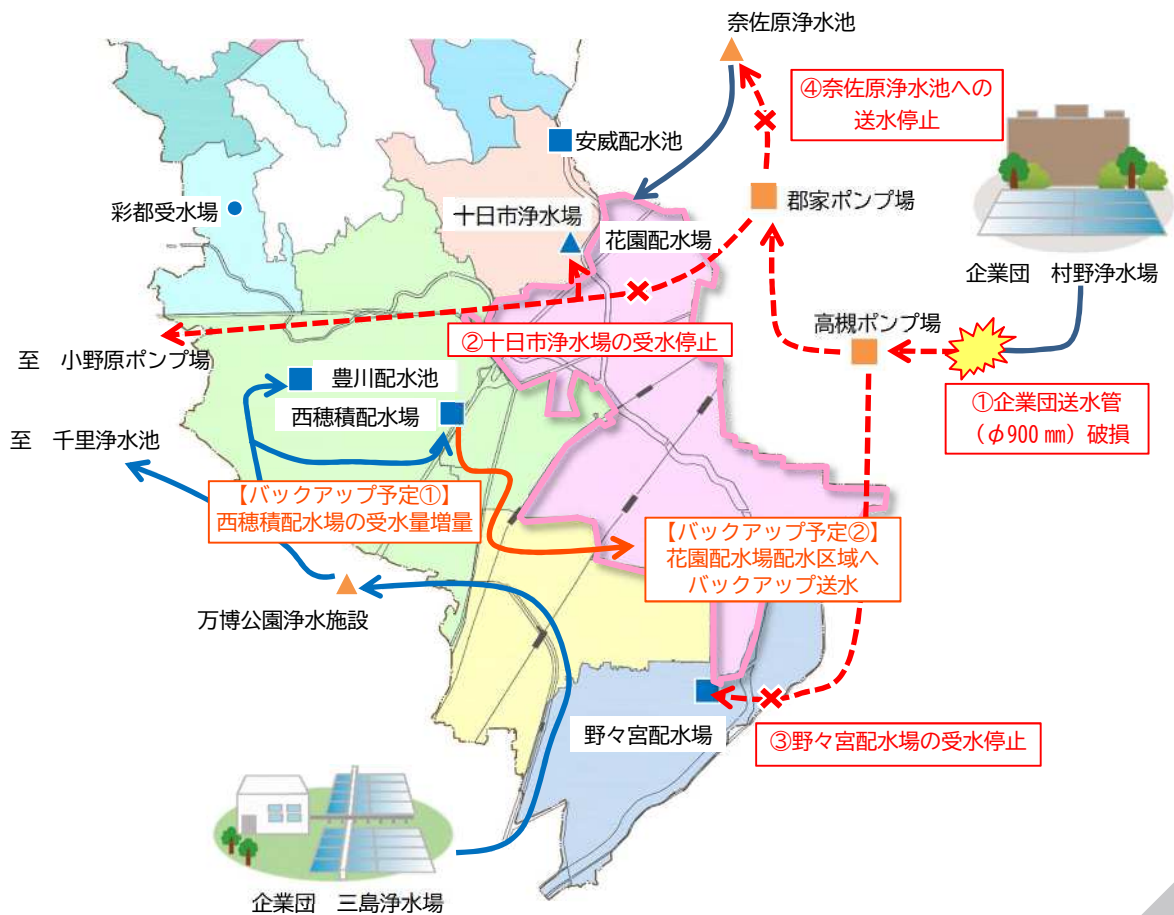 奈佐原浄水池
④奈佐原浄水池への
送水停止
安威配水池
郡家ポンプ場
彩都受水場
十日市浄水場
花園配水場
企業団　村野浄水場
高槻ポンプ場
②十日市浄水場の受水停止
至　小野原ポンプ場
豊川配水池
西穂積配水場
①企業団送水管
（φ900 ㎜）破損
至　千里浄水池
【バックアップ予定①】
西穂積配水場の受水量増量
【バックアップ予定②】
花園配水場配水区域へ
バックアップ送水
万博公園浄水施設
野々宮配水場
③野々宮配水場の受水停止
企業団　三島浄水場